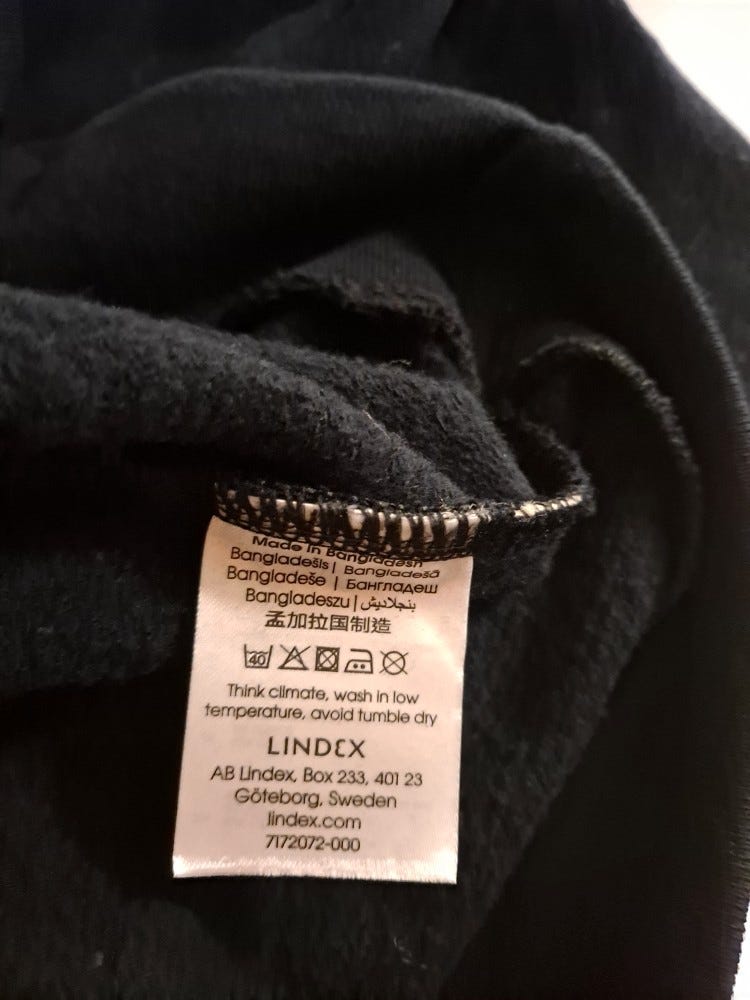 Made in Bangladesh
Bangladešis | Bangladešā
Bangladeše | Бангладеш
Bangladeszu | بنجلاديش
孟加拉国制造
40
Think climate, wash in low
temperature, avoid tumble dry
LINDEX
AB Lindex, Box 233, 401 23
Göteborg, Sweden
lindex.com
7172072-000